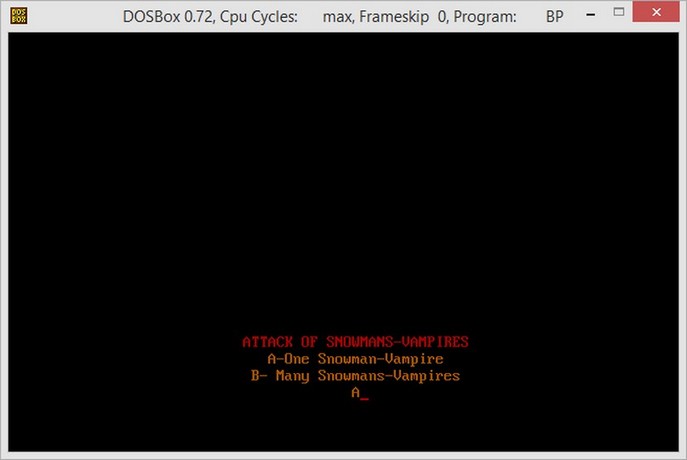 DOS BOX
DOSBox 0.72, Cpu Cycles: max, Frameskip 0, Program: BP
ATTACK OF SNOWMANS-VAMPIRES
A-One Snowman-Vampire
B- Many Snowmans-Vampires
A_